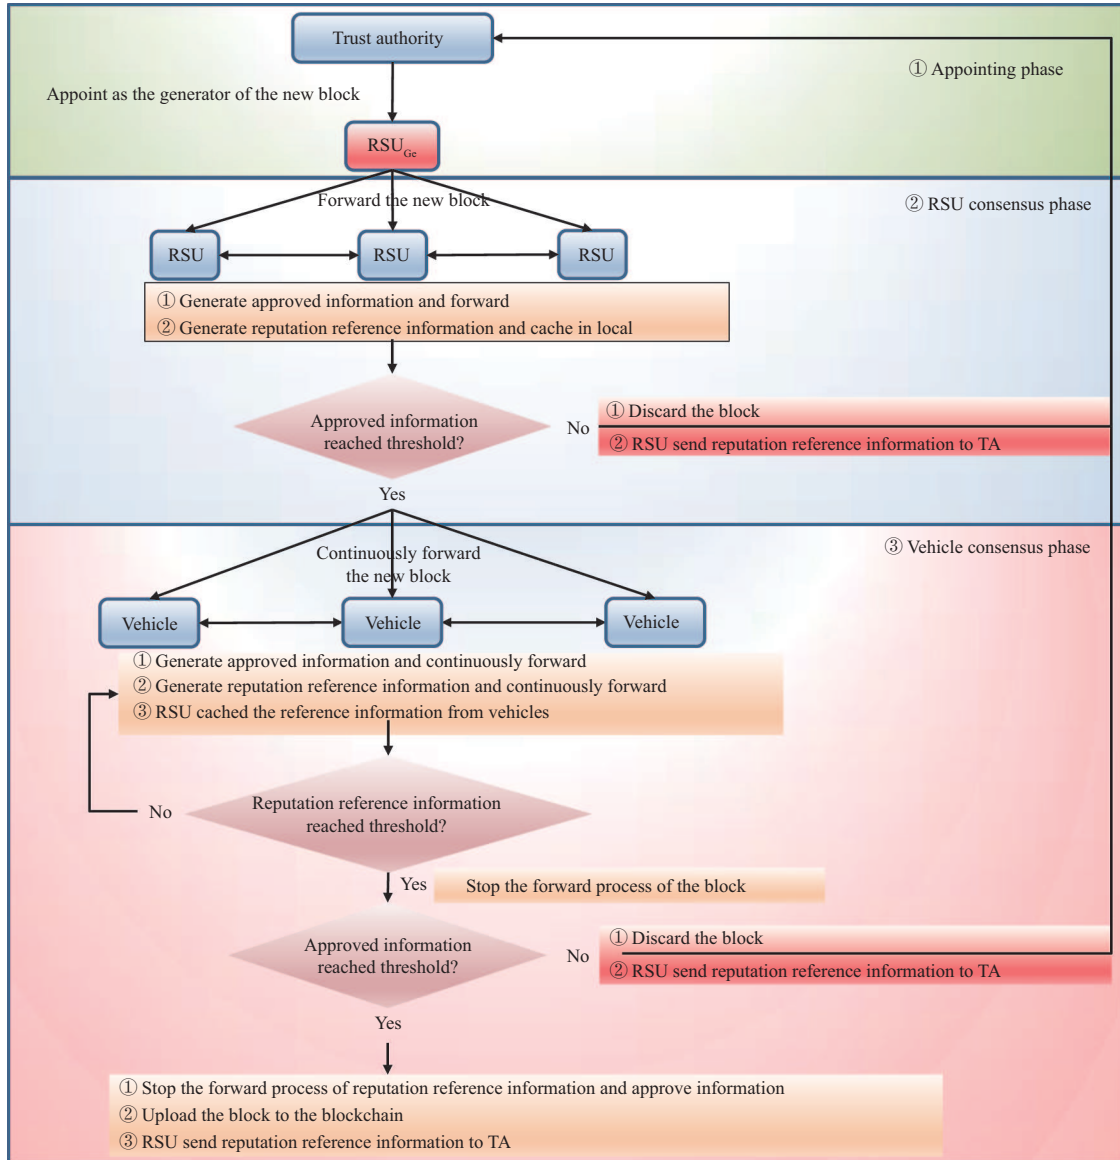 Trust authority
① Appointing phase
Appoint as the generator of the new block
RSU_Ge
Forward the new block
② RSU consensus phase
RSU
RSU
RSU
① Generate approved information and forward
② Generate reputation reference information and cache in local
Approved information
reached threshold?
No
① Discard the block
② RSU send reputation reference information to TA
Yes
③ Vehicle consensus phase
Continuously forward
the new block
Vehicle
Vehicle
Vehicle
① Generate approved information and continuously forward
② Generate reputation reference information and continuously forward
③ RSU cached the reference information from vehicles
Reputation reference information
reached threshold?
No
Yes
Stop the forward process of the block
Approved information
reached threshold?
No
① Discard the block
② RSU send reputation reference information to TA
Yes
① Stop the forward process of reputation reference information and approve information
② Upload the block to the blockchain
③ RSU send reputation reference information to TA